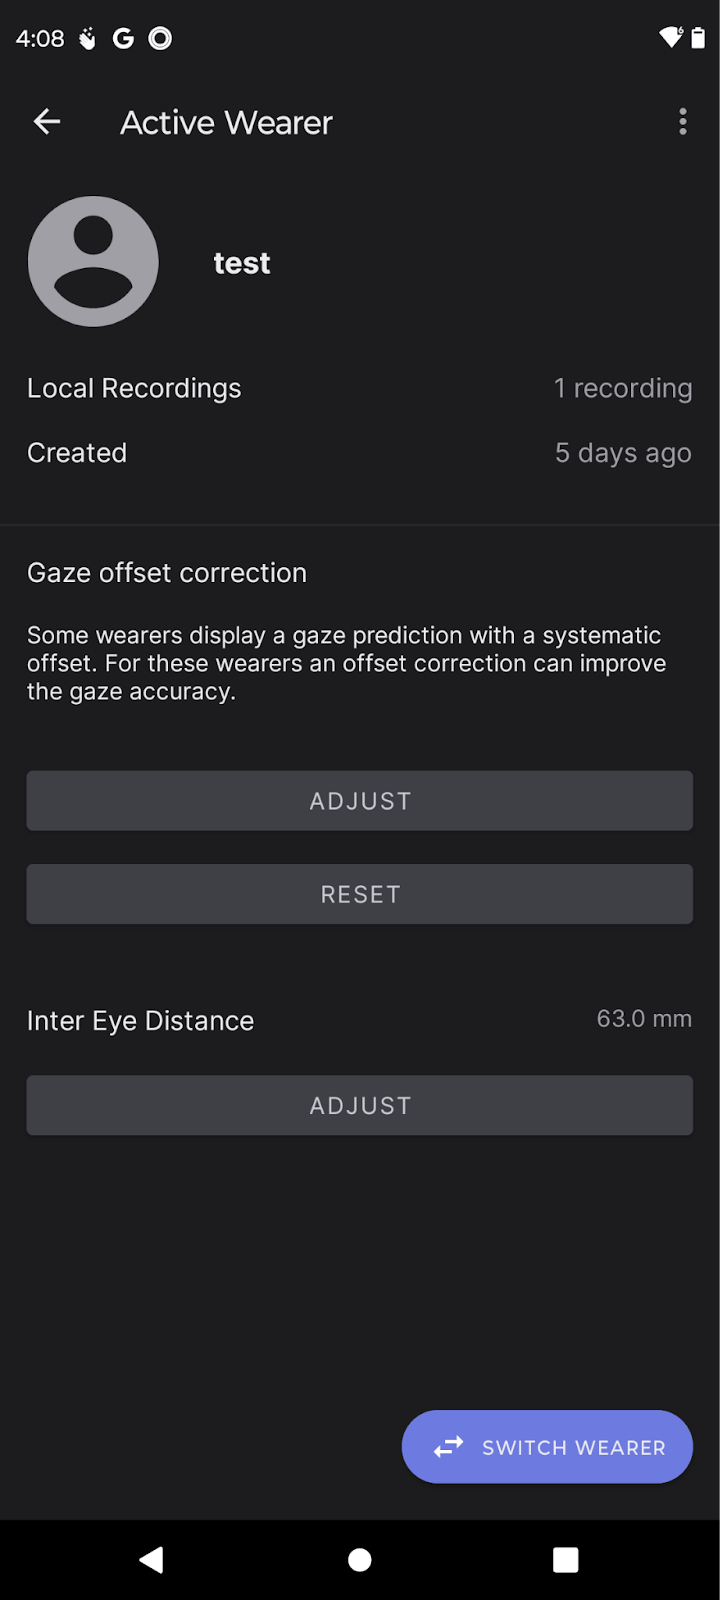 4:08
Active Wearer
test
Local Recordings 1 recording
Created 5 days ago
Gaze offset correction
Some wearers display a gaze prediction with a systematic
offset. For these wearers an offset correction can improve
the gaze accuracy.
ADJUST
RESET
Inter Eye Distance 63.0 mm
ADJUST
SWITCH WEARER